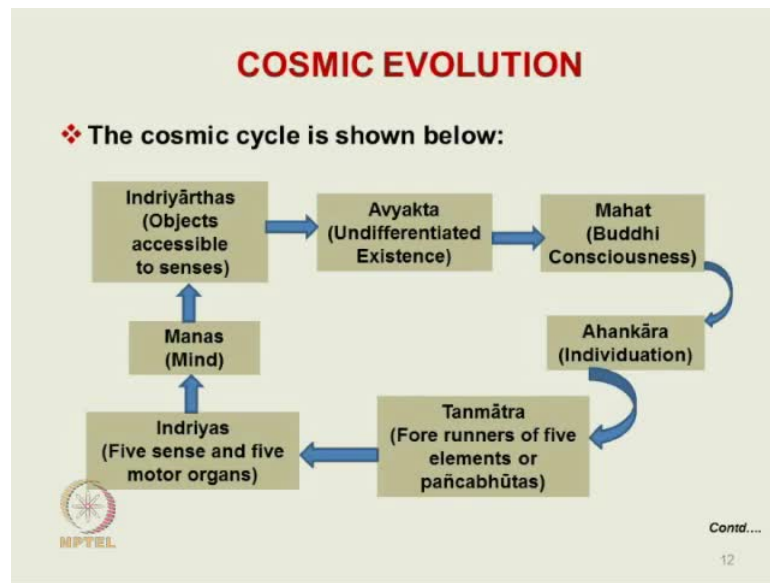 COSMIC EVOLUTION
❖ The cosmic cycle is shown below:
Indriyārthas
(Objects
accessible
to senses)
Avyakta
(Undifferentiated
Existence)
Mahat
(Buddhi
Consciousness)
Ahankāra
(Individuation)
Tanmātra
(Fore runners of five
elements or
pañcabhūtas)
Indriyas
(Five sense and five
motor organs)
Manas
(Mind)
NPTEL
Contd....
12